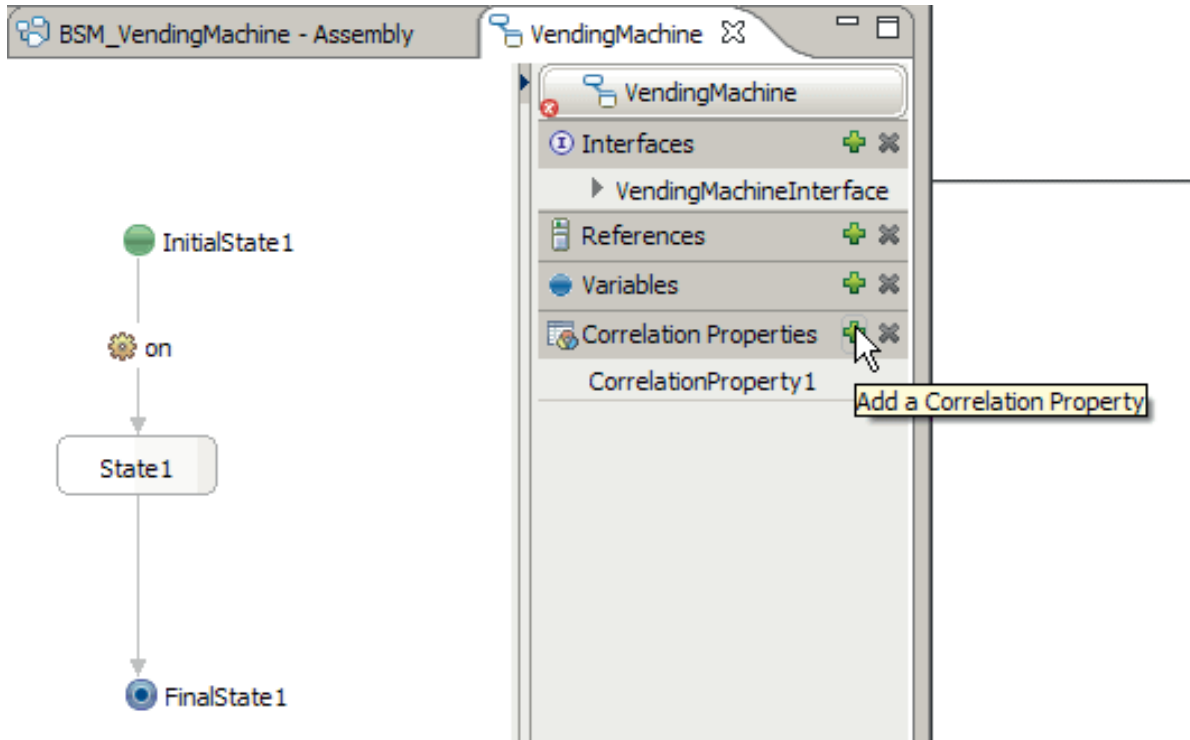 BSM_VendingMachine - Assembly
VendingMachine
VendingMachine
Interfaces
VendingMachineInterface
References
Variables
Correlation Properties
CorrelationProperty1
Add a Correlation Property
InitialState1
on
State1
FinalState1